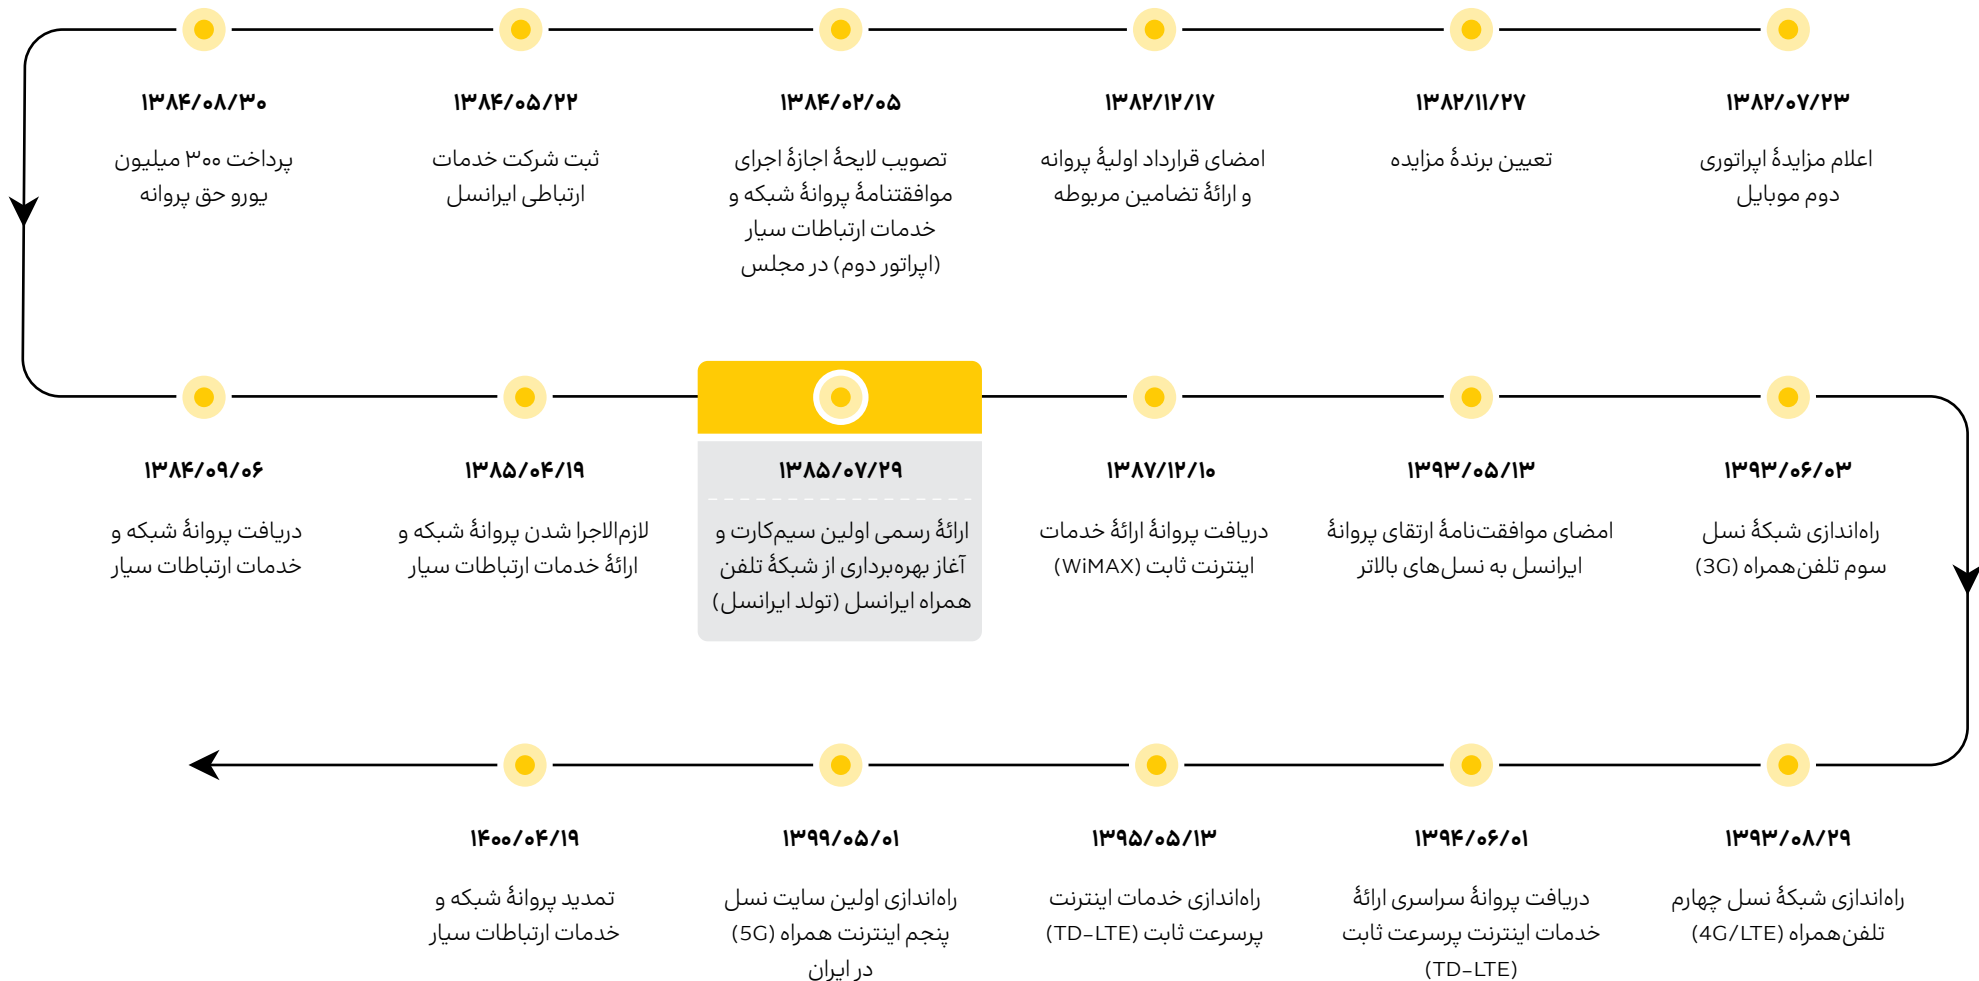 ۱۳۸۲/۰۷/۲۳
اعلام مزایدهٔ اپراتوری
دوم موبایل
۱۳۸۲/۱۱/۲۷
تعیین برندهٔ مزایده
۱۳۸۲/۱۲/۱۷
امضای قرارداد اولیهٔ پروانه
و ارائهٔ تضامین مربوطه
۱۳۸۴/۰۲/۰۵
تصویب لایحهٔ اجازهٔ اجرای
موافقتنامهٔ پروانهٔ شبکه و
خدمات ارتباطات سیار
(اپراتور دوم) در مجلس
۱۳۸۴/۰۵/۲۲
ثبت شرکت خدمات
ارتباطی ایرانسل
۱۳۸۴/۰۸/۳۰
پرداخت ۳۰۰ میلیون
یورو حق پروانه
۱۳۸۴/۰۹/۰۶
دریافت پروانهٔ شبکه و
خدمات ارتباطات سیار
۱۳۸۵/۰۴/۱۹
لازم‌الاجرا شدن پروانهٔ شبکه و
ارائهٔ خدمات ارتباطات سیار
۱۳۸۵/۰۷/۲۹
ارائهٔ رسمی اولین سیم‌کارت و
آغاز بهره‌برداری از شبکهٔ تلفن
همراه ایرانسل (تولد ایرانسل)
۱۳۸۷/۱۲/۱۰
دریافت پروانهٔ ارائهٔ خدمات
اینترنت ثابت (WiMAX)
۱۳۹۳/۰۵/۱۳
امضای موافقت‌نامهٔ ارتقای پروانهٔ
ایرانسل به نسل‌های بالاتر
۱۳۹۳/۰۶/۰۳
راه‌اندازی شبکهٔ نسل
سوم تلفن‌همراه (3G)
۱۳۹۳/۰۸/۲۹
راه‌اندازی شبکهٔ نسل چهارم
تلفن‌همراه (4G/LTE)
۱۳۹۴/۰۶/۰۱
دریافت پروانهٔ سراسری ارائهٔ
خدمات اینترنت پرسرعت ثابت
(TD-LTE)
۱۳۹۵/۰۵/۱۳
راه‌اندازی خدمات اینترنت
پرسرعت ثابت (TD-LTE)
۱۳۹۹/۰۵/۰۱
راه‌اندازی اولین سایت نسل
پنجم اینترنت همراه (5G)
در ایران
۱۴۰۰/۰۴/۱۹
تمدید پروانهٔ شبکه و
خدمات ارتباطات سیار